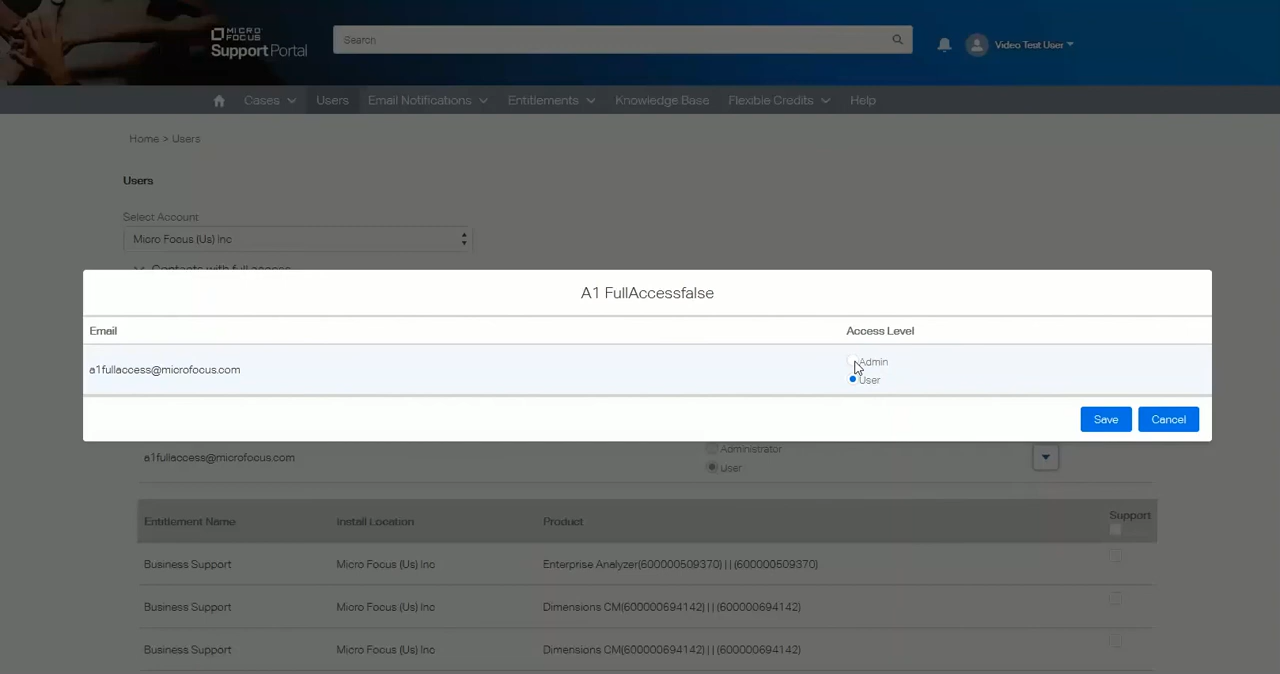 MICRO
FOCUS
Support Portal
Search
Video Test User
Cases
Users
Email Notifications
Entitlements
Knowledge Base
Flexible Credits
Help
Home > Users
Users
Select Account
Micro Focus (Us) Inc
Contacts with full access
A1 FullAccessfalse
Email
Access Level
a1fullaccess@microfocus.com
Admin
User
Save
Cancel
a1fullaccess@microfocus.com
Administrator
User
Entitlement Name
Install Location
Product
Support
Business Support
Micro Focus (Us) Inc
Enterprise Analyzer(600000509370) | | (600000509370)
Business Support
Micro Focus (Us) Inc
Dimensions CM(600000694142) | | (600000694142)
Business Support
Micro Focus (Us) Inc
Dimensions CM(600000694142) | | (600000694142)